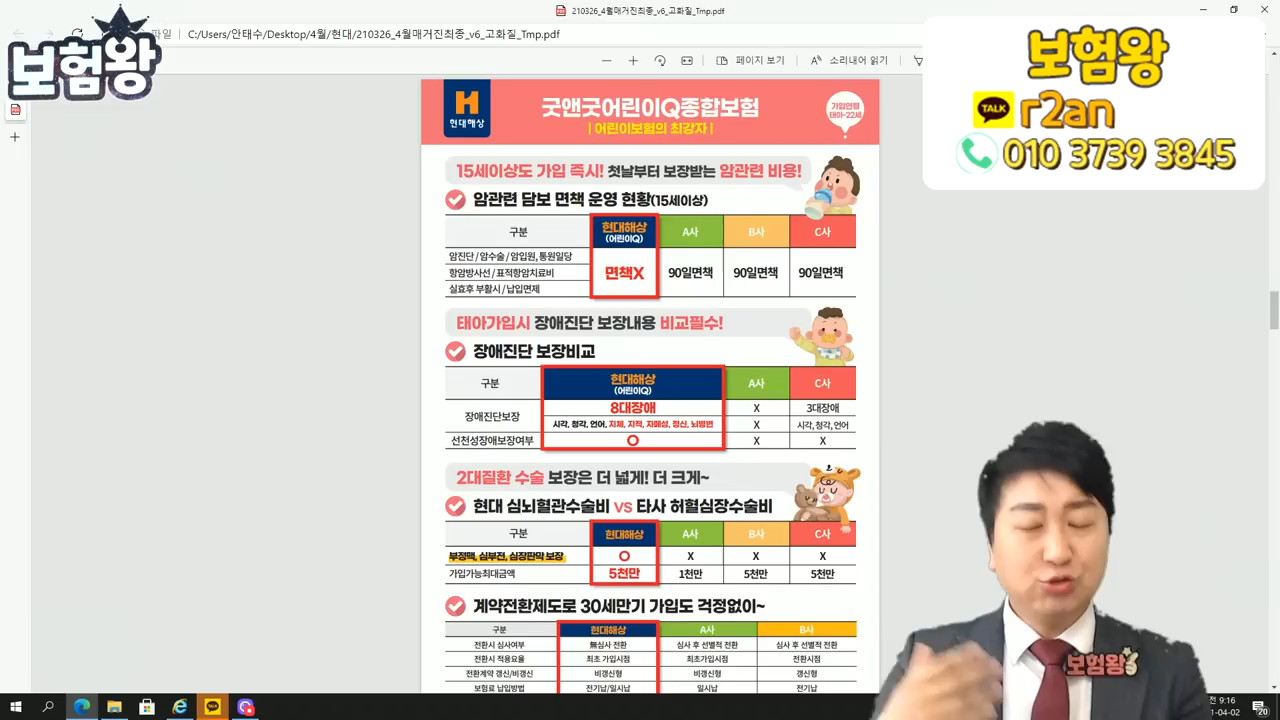 210326_4월매거진최종_v6_고화질_Tmp.pdf
파일 C:/Users/안태수/Desktop/4월/현대/210326_4월매거진최종_v6_고화질_Tmp.pdf
페이지 보기
소리내어 읽기
보험왕
보험왕
TALK r2an
010 3739 3845
H
현대해상
굿앤굿어린이Q종합보험
| 어린이보험의 최강자 |
가입연령
태아~22세
15세이상도 가입 즉시! 첫날부터 보장받는 암관련 비용!
암관련 담보 면책 운영 현황(15세이상)
구분 현대해상 (어린이Q) A사 B사 C사
암진단 / 암수술 / 암입원, 통원일당
항암방사선 / 표적항암치료비
면책X 90일면책 90일면책 90일면책
실효후 부활시 / 납입면제
태아가입시 장애진단 보장내용 비교필수!
장애진단 보장비교
구분 현대해상 (어린이Q) A사 C사
장애진단보장 8대장애 X 3대장애
시각, 청각, 언어, 지체, 지적, 자폐성, 정신, 뇌병변 X 시각, 청각, 언어
선천성장애보장여부 O X X
2대질환 수술 보장은 더 넓게! 더 크게~
현대 심뇌혈관수술비 VS 타사 허혈심장수술비
구분 현대해상 A사 B사 C사
부정맥, 심부전, 심장판막 보장 O X X X
가입가능최대금액 5천만 1천만 5천만 5천만
계약전환제도로 30세만기 가입도 걱정없이~
구분 현대해상 A사 B사
전환시 심사여부 無심사 전환 심사 후 선별적 전환 심사 후 선별적 전환
전환시 적용요율 최초 가입시점 최초가입시점 전환시점
전환계약 갱신/비갱신 비갱신형 비갱신형 갱신형
보험료 납입방법 전기납/일시납 일시납 전기납
보험왕
전 9:16
1-04-02
20